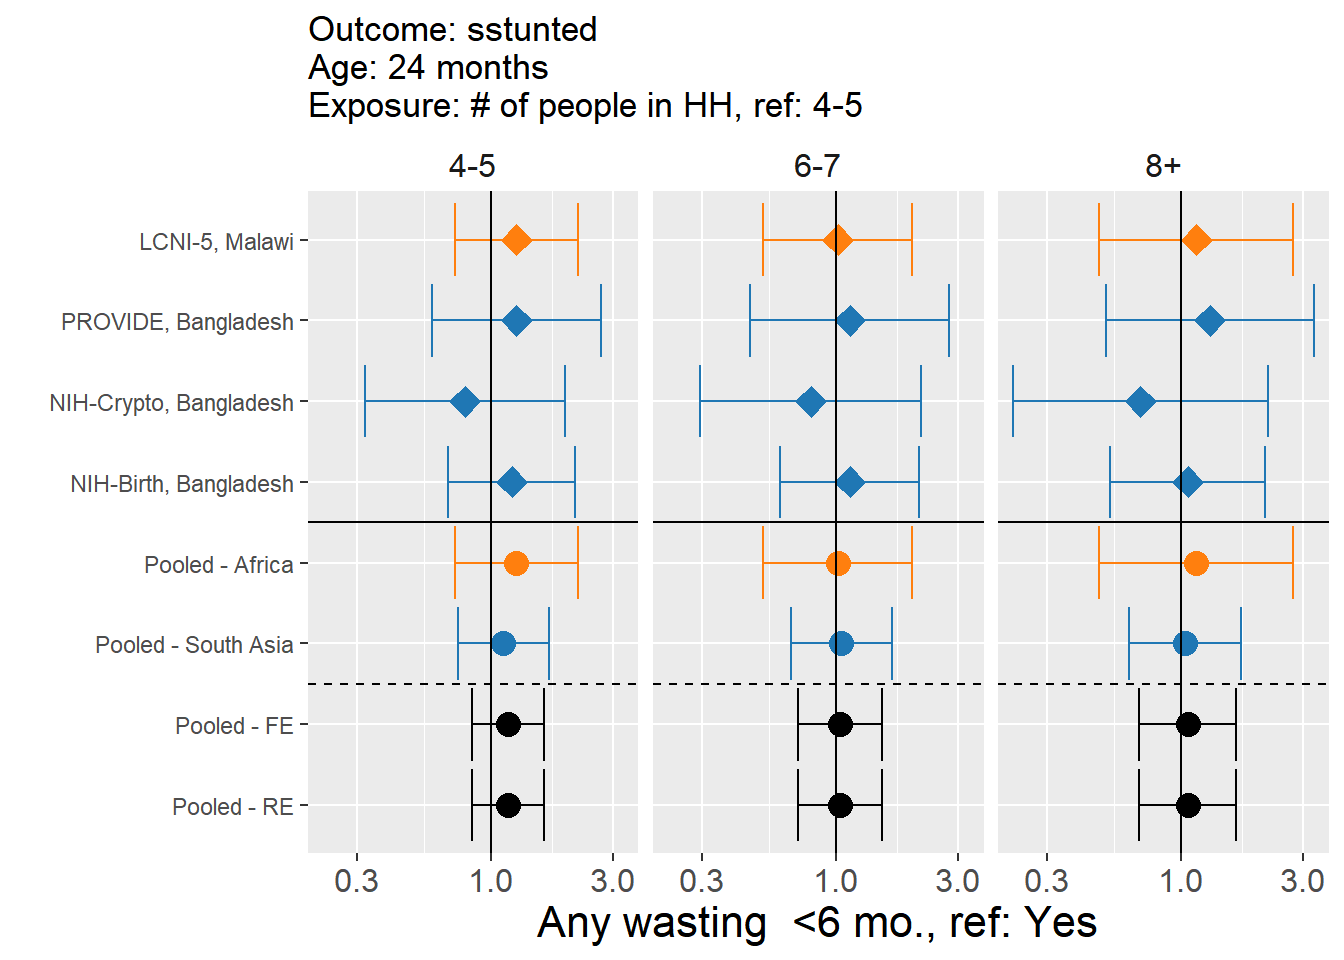 Outcome: sstunted
Age: 24 months
Exposure: # of people in HH, ref: 4-5
4-5 6-7 8+
LCNI-5, Malawi
PROVIDE, Bangladesh
NIH-Crypto, Bangladesh
NIH-Birth, Bangladesh
Pooled - Africa
Pooled - South Asia
Pooled - FE
Pooled - RE
0.3 1.0 3.0 0.3 1.0 3.0 0.3 1.0 3.0
Any wasting  <6 mo., ref: Yes